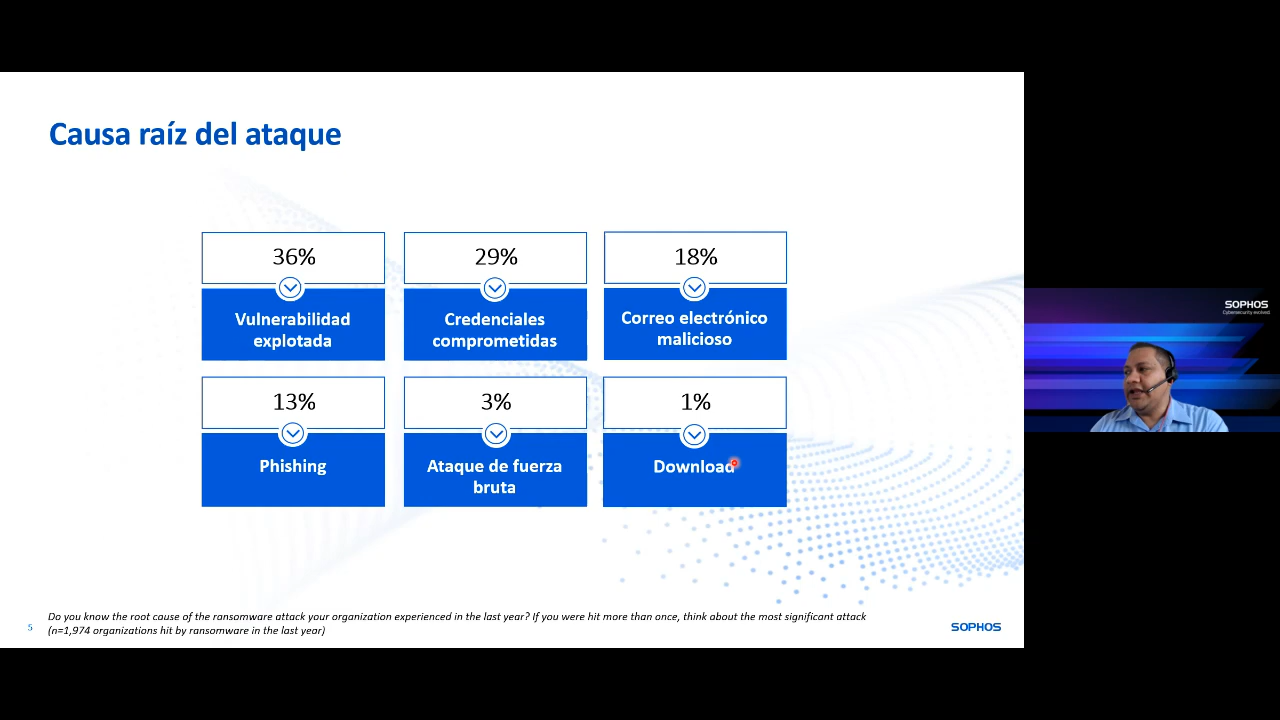 Causa raíz del ataque
36%
29%
18%
Vulnerabilidad
explotada
Credenciales
comprometidas
Correo electrónico
malicioso
13%
3%
1%
Phishing
Ataque de fuerza
bruta
Download
Do you know the root cause of the ransomware attack your organization experienced in the last year? If you were hit more than once, think about the most significant attack
(n=1,974 organizations hit by ransomware in the last year)
5
SOPHOS
SOPHOS
Cybersecurity evolved